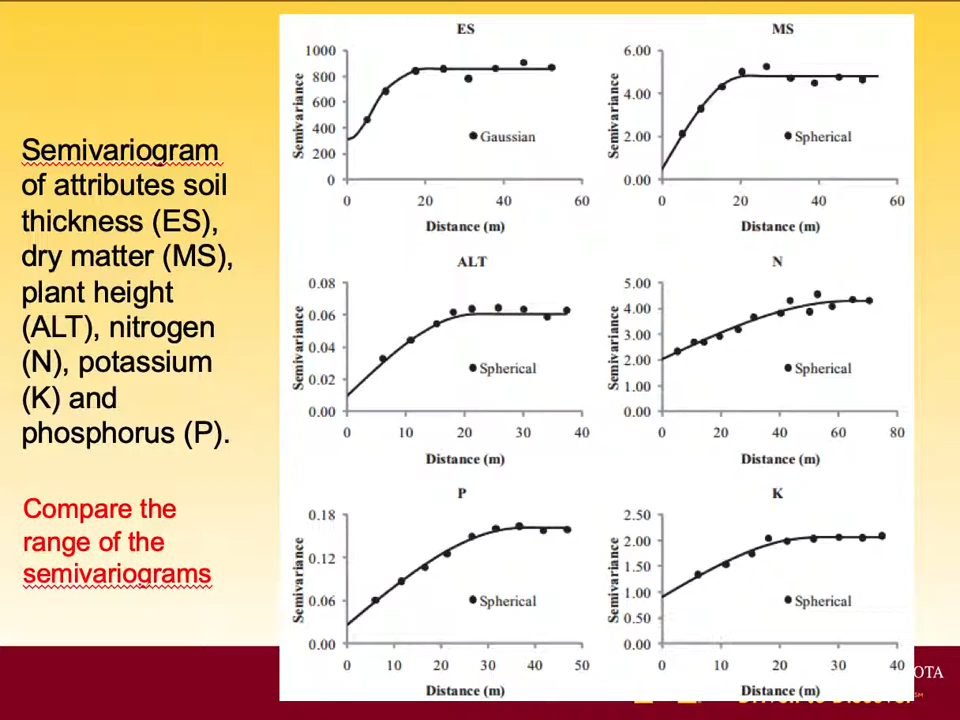 Semivariogram
of attributes soil
thickness (ES),
dry matter (MS),
plant height
(ALT), nitrogen
(N), potassium
(K) and
phosphorus (P).
Compare the
range of the
semivariograms
ES
1000
800
600
400
200
0
Semivariance
Gaussian
0 20 40 60
Distance (m)
MS
6.00
4.00
2.00
0.00
Semivariance
Spherical
0 20 40 60
Distance (m)
ALT
0.08
0.06
0.04
0.02
0.00
Semivariance
Spherical
0 10 20 30 40
Distance (m)
N
5.00
4.00
3.00
2.00
1.00
0.00
Semivariance
Spherical
0 20 40 60 80
Distance (m)
P
0.18
0.12
0.06
0.00
Semivariance
Spherical
0 10 20 30 40 50
Distance (m)
K
2.50
2.00
1.50
1.00
0.50
0.00
Semivariance
Spherical
0 10 20 30 40
Distance (m)
OTA
SM